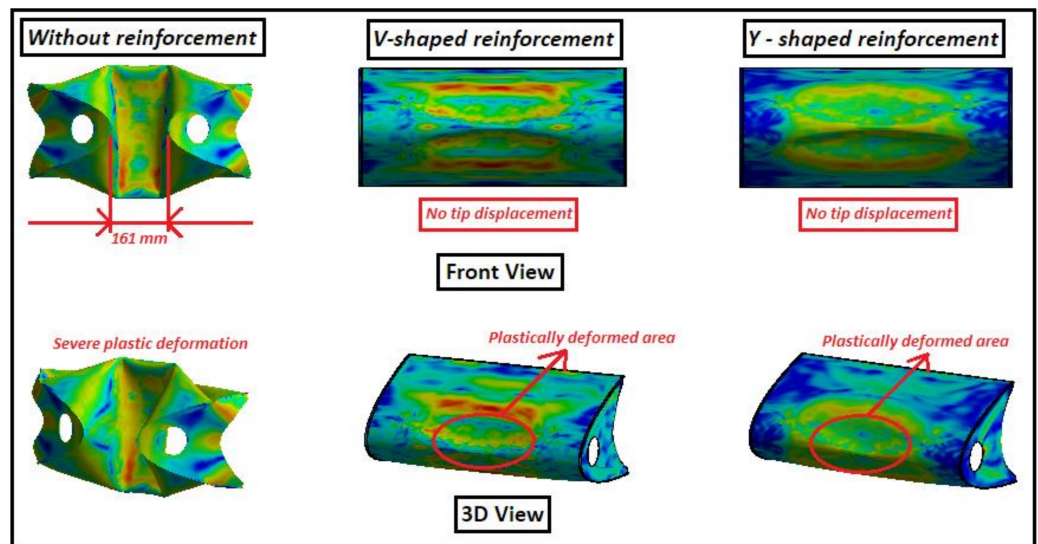 Without reinforcement
V-shaped reinforcement
Y - shaped reinforcement
161 mm
No tip displacement
No tip displacement
Front View
Severe plastic deformation
Plastically deformed area
Plastically deformed area
3D View